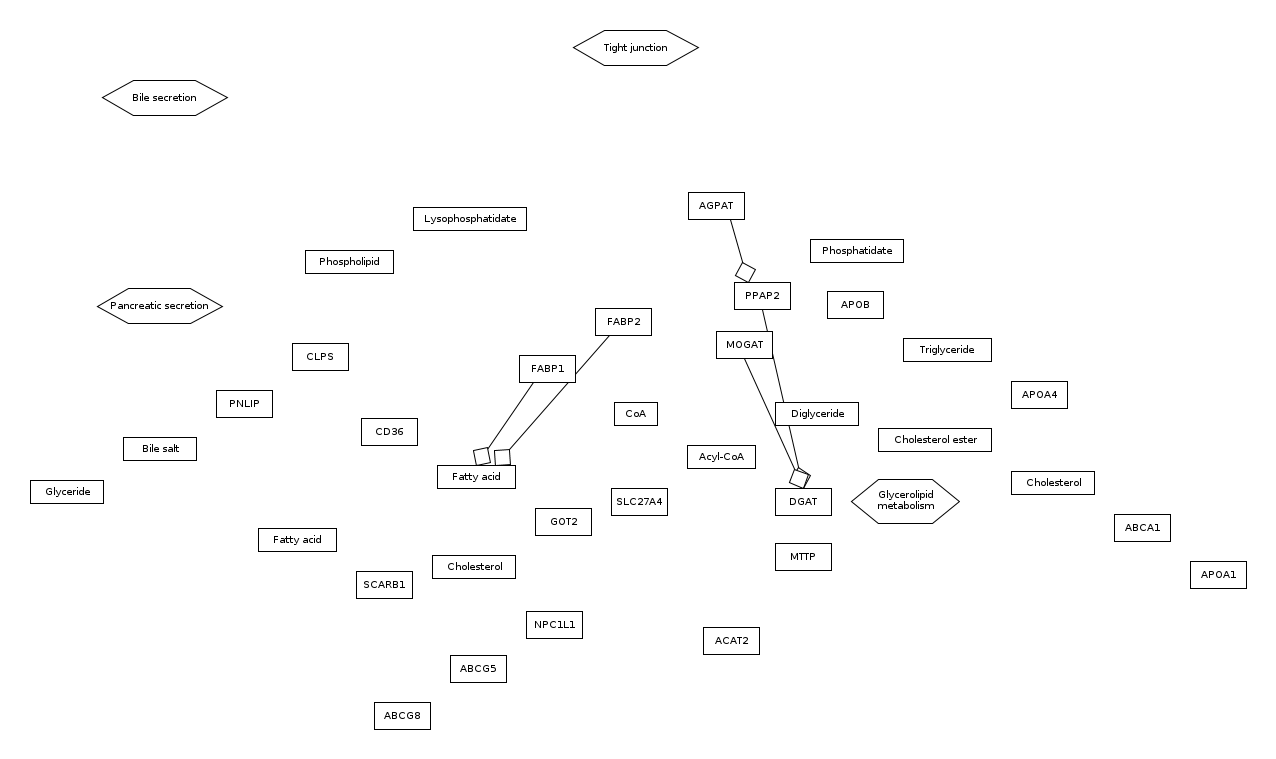 Tight junction
Bile secretion
AGPAT
Lysophosphatidate
Phosphatidate
Phospholipid
PPAP2
APOB
Pancreatic secretion
FABP2
MOGAT
Triglyceride
CLPS
FABP1
APOA4
PNLIP
CoA
Diglyceride
CD36
Cholesterol ester
Bile salt
Acyl-CoA
Fatty acid
Cholesterol
Glyceride
SLC27A4
DGAT
Glycerolipid
metabolism
GOT2
ABCA1
Fatty acid
MTTP
Cholesterol
APOA1
SCARB1
NPC1L1
ACAT2
ABCG5
ABCG8